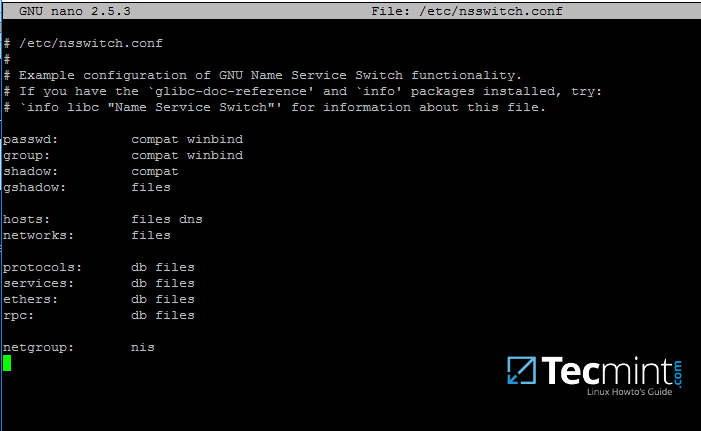 GNU nano 2.5.3 File: /etc/nsswitch.conf
# /etc/nsswitch.conf
#
# Example configuration of GNU Name Service Switch functionality.
# If you have the `glibc-doc-reference' and `info' packages installed, try:
# `info libc "Name Service Switch"' for information about this file.
passwd: compat winbind
group: compat winbind
shadow: compat
gshadow: files
hosts: files dns
networks: files
protocols: db files
services: db files
ethers: db files
rpc: db files
netgroup: nis
Tecmint.com
Linux Howto's Guide